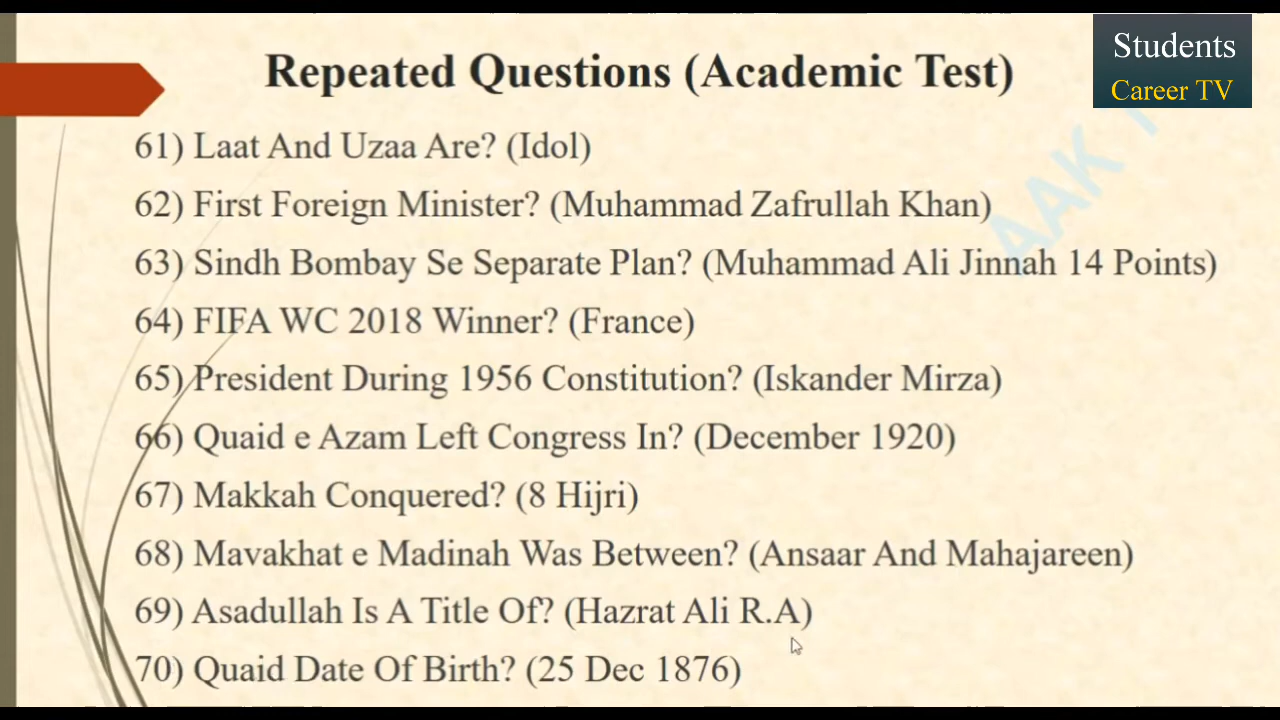 Students
Career TV
Repeated Questions (Academic Test)
61) Laat And Uzaa Are? (Idol)
62) First Foreign Minister? (Muhammad Zafrullah Khan)
63) Sindh Bombay Se Separate Plan? (Muhammad Ali Jinnah 14 Points)
64) FIFA WC 2018 Winner? (France)
65) President During 1956 Constitution? (Iskander Mirza)
66) Quaid e Azam Left Congress In? (December 1920)
67) Makkah Conquered? (8 Hijri)
68) Mavakhat e Madinah Was Between? (Ansaar And Mahajareen)
69) Asadullah Is A Title Of? (Hazrat Ali R.A)
70) Quaid Date Of Birth? (25 Dec 1876)
AAK